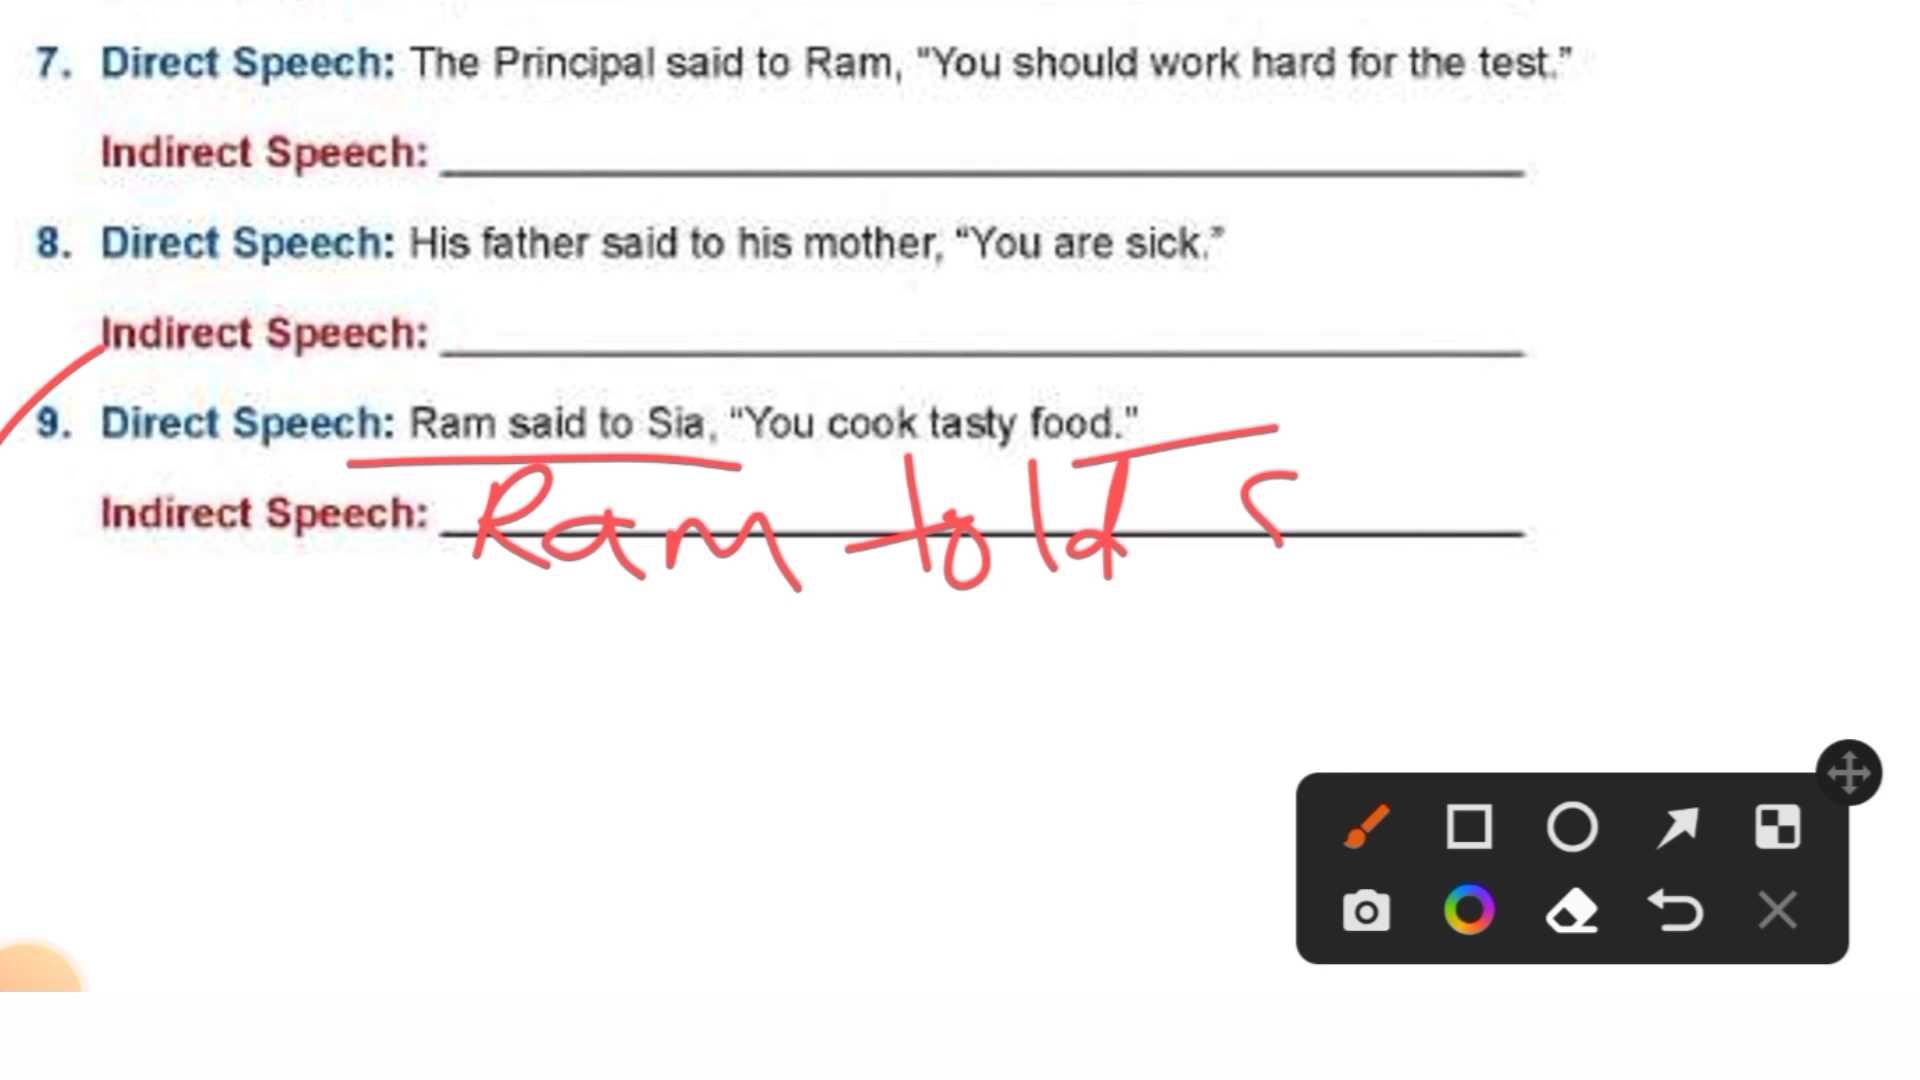 7. Direct Speech: The Principal said to Ram, "You should work hard for the test."
Indirect Speech:
8. Direct Speech: His father said to his mother, “You are sick.”
Indirect Speech:
9. Direct Speech: Ram said to Sia, "You cook tasty food."
Indirect Speech: Ram told S